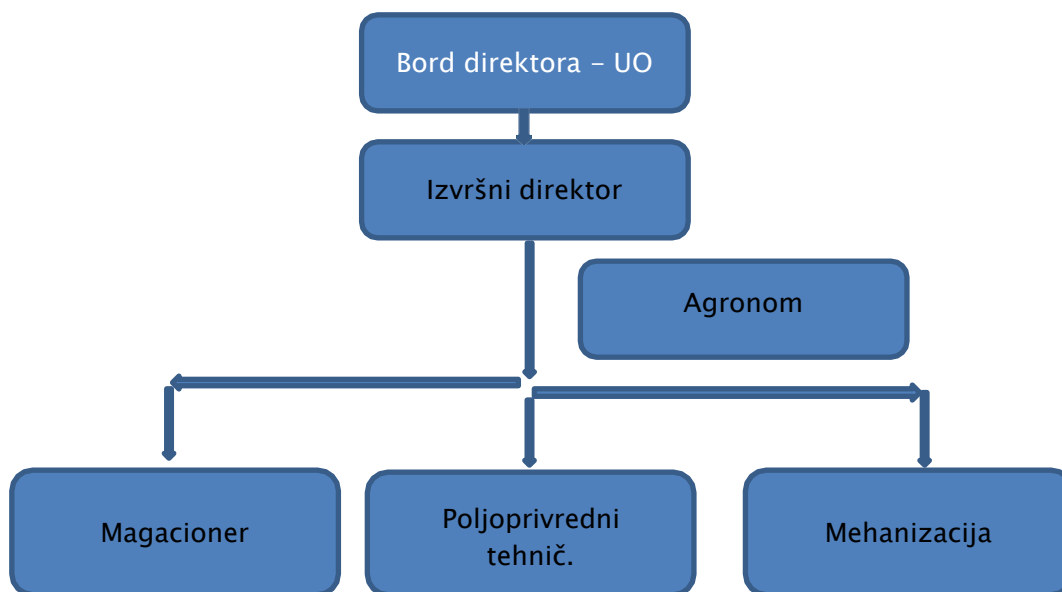 Bord direktora – UO
Izvršni direktor
Agronom
Magacioner
Poljoprivredni
tehnič.
Mehanizacija